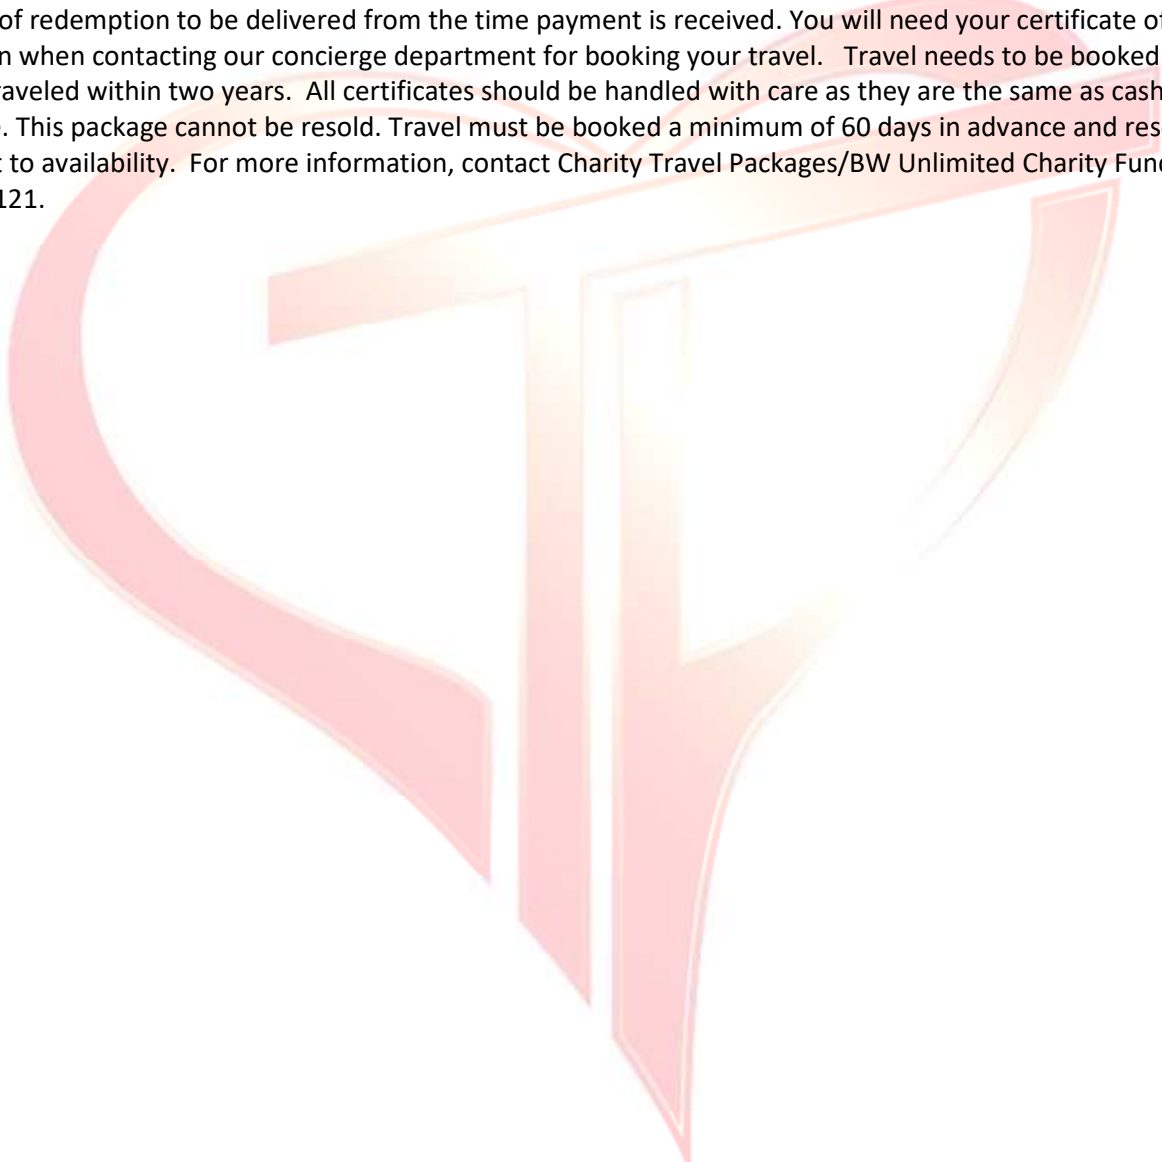 of redemption to be delivered from the time payment is received. You will need your certificate of
n when contacting our concierge department for booking your travel.   Travel needs to be booked
raveled within two years.  All certificates should be handled with care as they are the same as cash
e. This package cannot be resold. Travel must be booked a minimum of 60 days in advance and res
t to availability.  For more information, contact Charity Travel Packages/BW Unlimited Charity Fund
121.